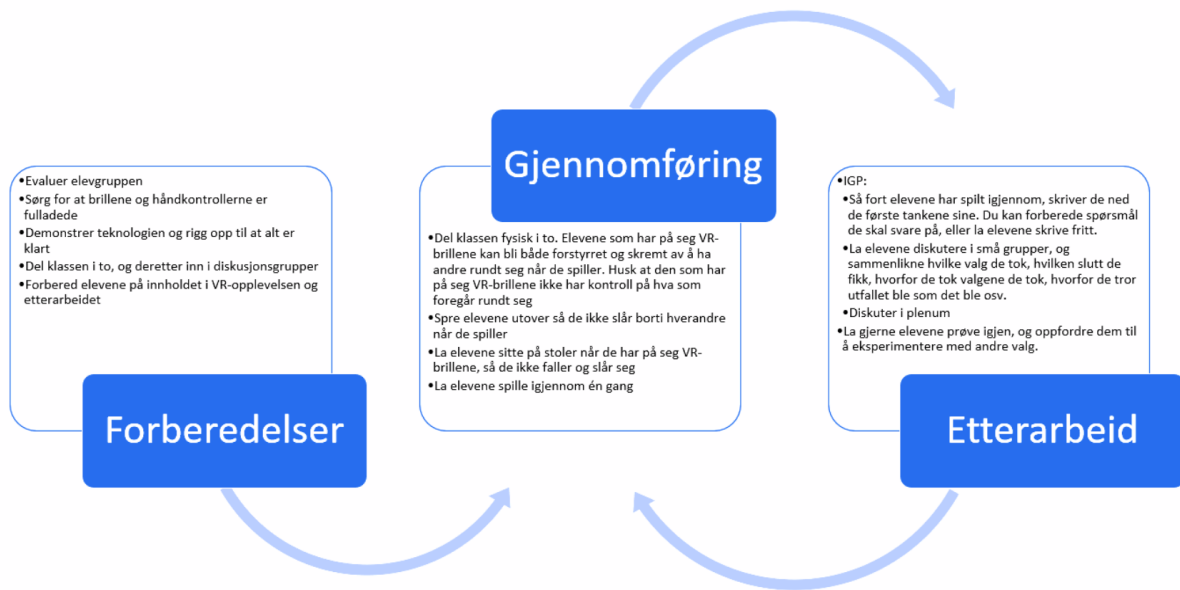 Forberedelser
•Evaluer elevgruppen
•Sørg for at brillene og håndkontrollerne er
fulladede
•Demonstrer teknologien og rigg opp til at alt er
klart
•Del klassen i to, og deretter inn i diskusjonsgrupper
•Forbered elevene på innholdet i VR-opplevelsen og
etterarbeidet
Gjennomføring
•Del klassen fysisk i to. Elevene som har på seg VR-
brillene kan bli både forstyrret og skremt av å ha
andre rundt seg når de spiller. Husk at den som har
på seg VR-brillene ikke har kontroll på hva som
foregår rundt seg
•Spre elevene utover så de ikke slår borti hverandre
når de spiller
•La elevene sitte på stoler når de har på seg VR-
brillene, så de ikke faller og slår seg
•La elevene spille igjennom én gang
Etterarbeid
•IGP:
•Så fort elevene har spilt igjennom, skriver de ned
de første tankene sine. Du kan forberede spørsmål
de skal svare på, eller la elevene skrive fritt.
•La elevene diskutere i små grupper, og
sammenlikne hvilke valg de tok, hvilken slutt de
fikk, hvorfor de tok valgene de tok, hvorfor de tror
utfallet ble som det ble osv.
•Diskuter i plenum
•La gjerne elevene prøve igjen, og oppfordre dem til
å eksperimentere med andre valg.